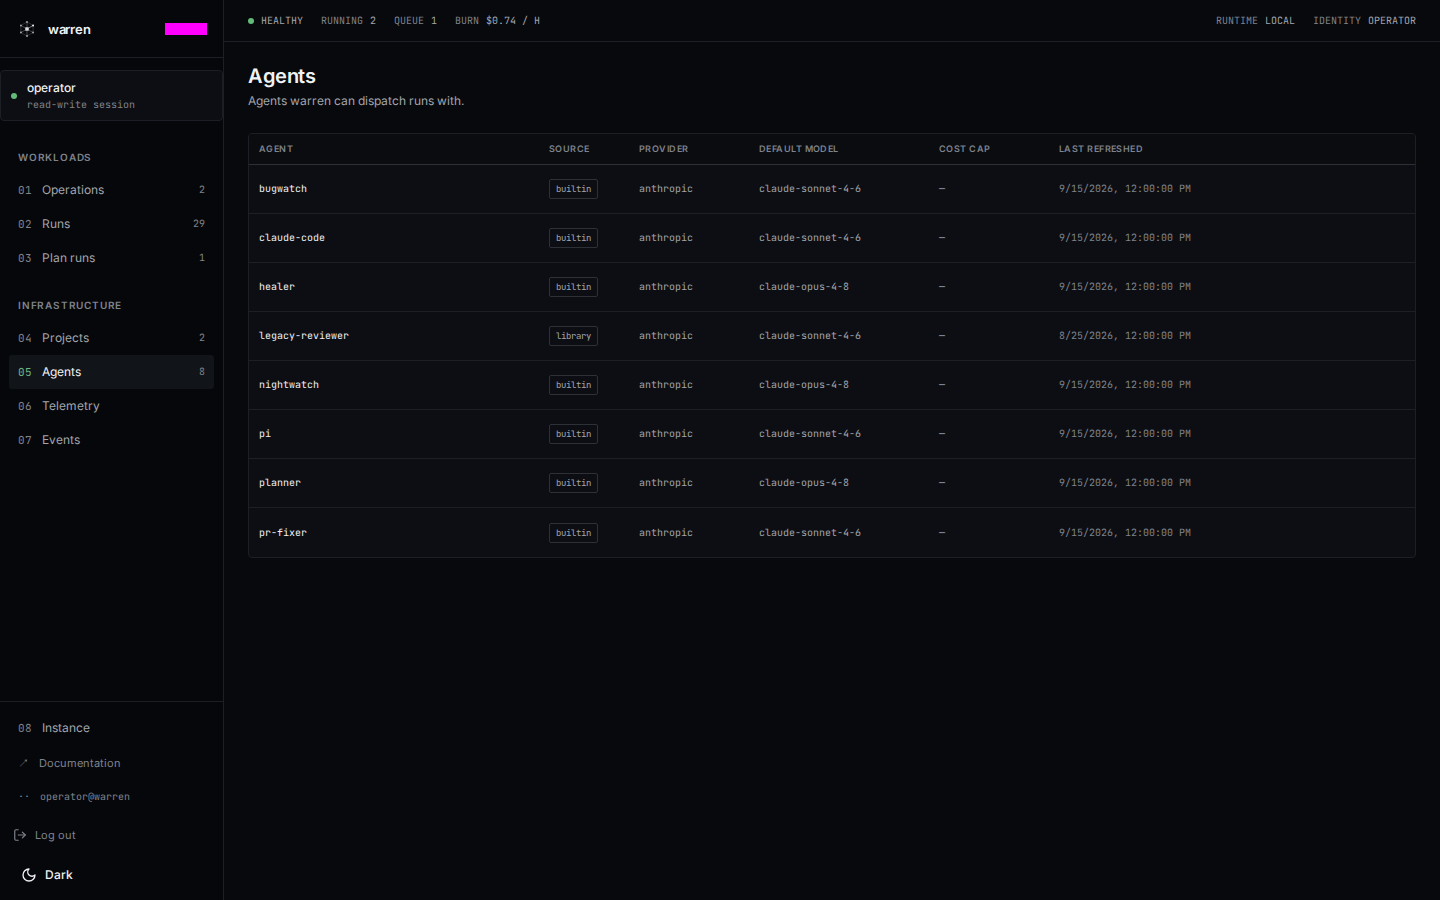 warren
operator
read-write session
WORKLOADS
01 Operations 2
02 Runs 29
03 Plan runs 1
INFRASTRUCTURE
04 Projects 2
05 Agents 8
06 Telemetry
07 Events
08 Instance
Documentation
-- operator@warren
Log out
Dark
HEALTHY RUNNING 2 QUEUE 1 BURN $0.74 / H RUNTIME LOCAL IDENTITY OPERATOR
Agents
Agents warren can dispatch runs with.
AGENT SOURCE PROVIDER DEFAULT MODEL COST CAP LAST REFRESHED
bugwatch builtin anthropic claude-sonnet-4-6 — 9/15/2026, 12:00:00 PM
claude-code builtin anthropic claude-sonnet-4-6 — 9/15/2026, 12:00:00 PM
healer builtin anthropic claude-opus-4-8 — 9/15/2026, 12:00:00 PM
legacy-reviewer library anthropic claude-sonnet-4-6 — 8/25/2026, 12:00:00 PM
nightwatch builtin anthropic claude-opus-4-8 — 9/15/2026, 12:00:00 PM
pi builtin anthropic claude-sonnet-4-6 — 9/15/2026, 12:00:00 PM
planner builtin anthropic claude-opus-4-8 — 9/15/2026, 12:00:00 PM
pr-fixer builtin anthropic claude-sonnet-4-6 — 9/15/2026, 12:00:00 PM